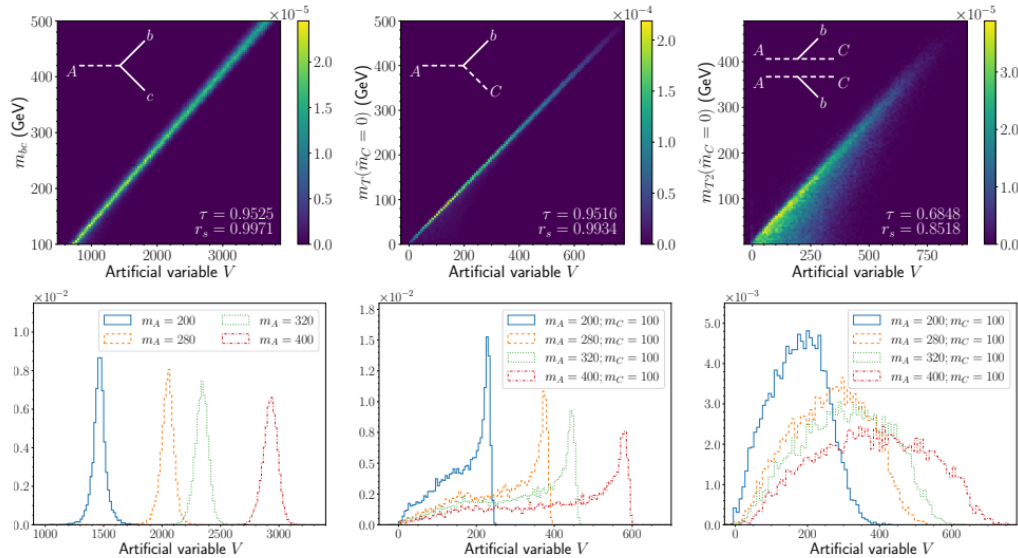 ×10⁻⁵
500
400
300
200
100
m_bc (GeV)
A
b
c
τ = 0.9525
r_s = 0.9971
1000 2000 3000
Artificial variable V
2.0
1.5
1.0
0.5
0.0
×10⁻⁴
500
400
300
200
100
0
m_T(m̃_C = 0) (GeV)
A
b
C
τ = 0.9516
r_s = 0.9934
0 200 400 600
Artificial variable V
2.0
1.5
1.0
0.5
0.0
×10⁻⁵
400
300
200
100
m_T2(m̃_C = 0) (GeV)
b
A C
A C
b
τ = 0.6848
r_s = 0.8518
0 250 500 750
Artificial variable V
3
2
1
0
×10⁻²
1.0
0.8
0.6
0.4
0.2
0.0
m_A = 200 m_A = 320
m_A = 280 m_A = 400
1000 1500 2000 2500 3000
Artificial variable V
×10⁻²
1.8
1.5
1.2
1.0
0.8
0.5
0.2
0.0
m_A = 200; m_C = 100
m_A = 280; m_C = 100
m_A = 320; m_C = 100
m_A = 400; m_C = 100
0 200 400 600
Artificial variable V
×10⁻³
5.0
4.0
3.0
2.0
1.0
0.0
m_A = 200; m_C = 100
m_A = 280; m_C = 100
m_A = 320; m_C = 100
m_A = 400; m_C = 100
0 200 400 600
Artificial variable V